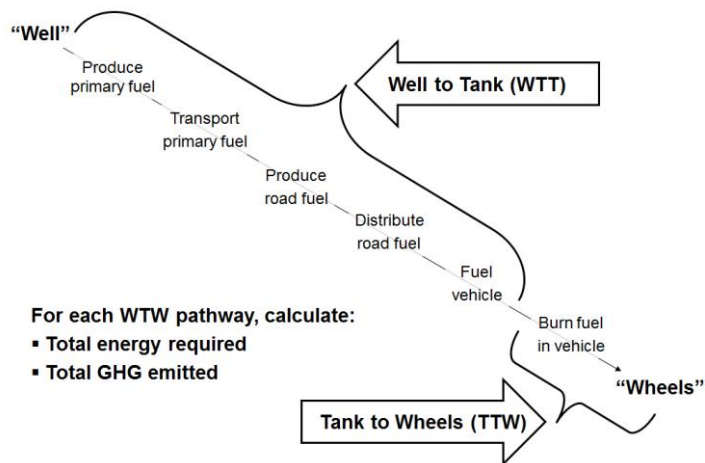 “Well”
Produce
primary fuel
Well to Tank (WTT)
Transport
primary fuel
Produce
road fuel
Distribute
road fuel
Fuel
vehicle
For each WTW pathway, calculate:
▪ Total energy required
▪ Total GHG emitted
Burn fuel
in vehicle
“Wheels”
Tank to Wheels (TTW)